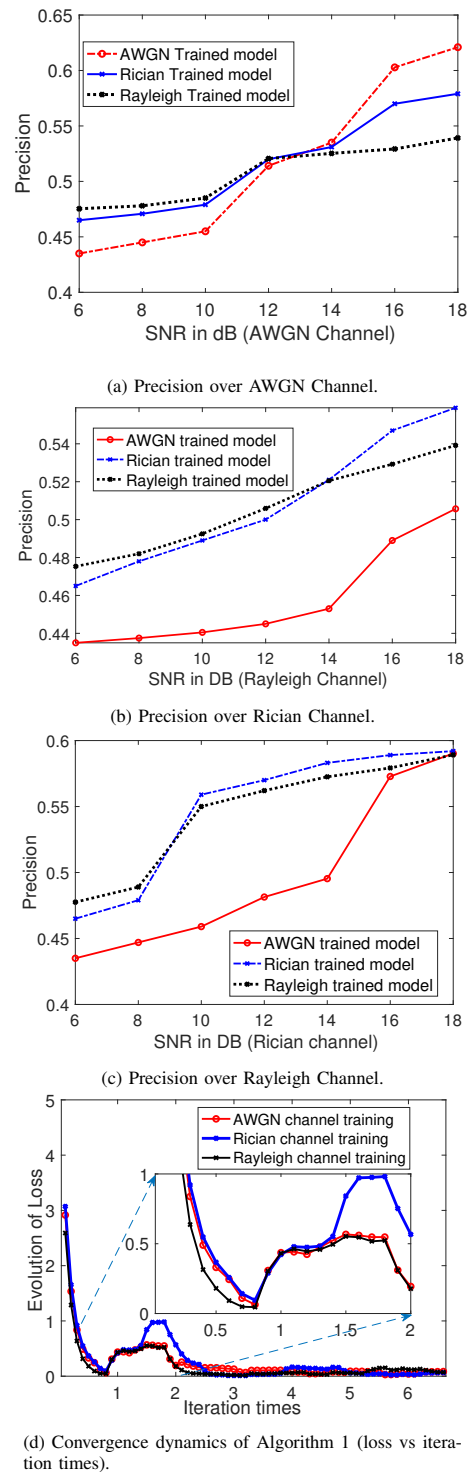 0.65
0.6
0.55
0.5
0.45
0.4
Precision
AWGN Trained model
Rician Trained model
Rayleigh Trained model
6 8 10 12 14 16 18
SNR in dB (AWGN Channel)
(a) Precision over AWGN Channel.
0.54
0.52
0.5
0.48
0.46
0.44
Precision
AWGN trained model
Rician trained model
Rayleigh trained model
6 8 10 12 14 16 18
SNR in DB (Rayleigh Channel)
(b) Precision over Rician Channel.
0.6
0.55
0.5
0.45
0.4
Precision
AWGN trained model
Rician trained model
Rayleigh trained model
6 8 10 12 14 16 18
SNR in DB (Rician channel)
(c) Precision over Rayleigh Channel.
5
4
3
2
1
0
Evolution of Loss
AWGN channel training
Rician channel training
Rayleigh channel training
1
0.5
0
0.5 1 1.5 2
1 2 3 4 5 6
Iteration times
(d) Convergence dynamics of Algorithm 1 (loss vs itera-
tion times).